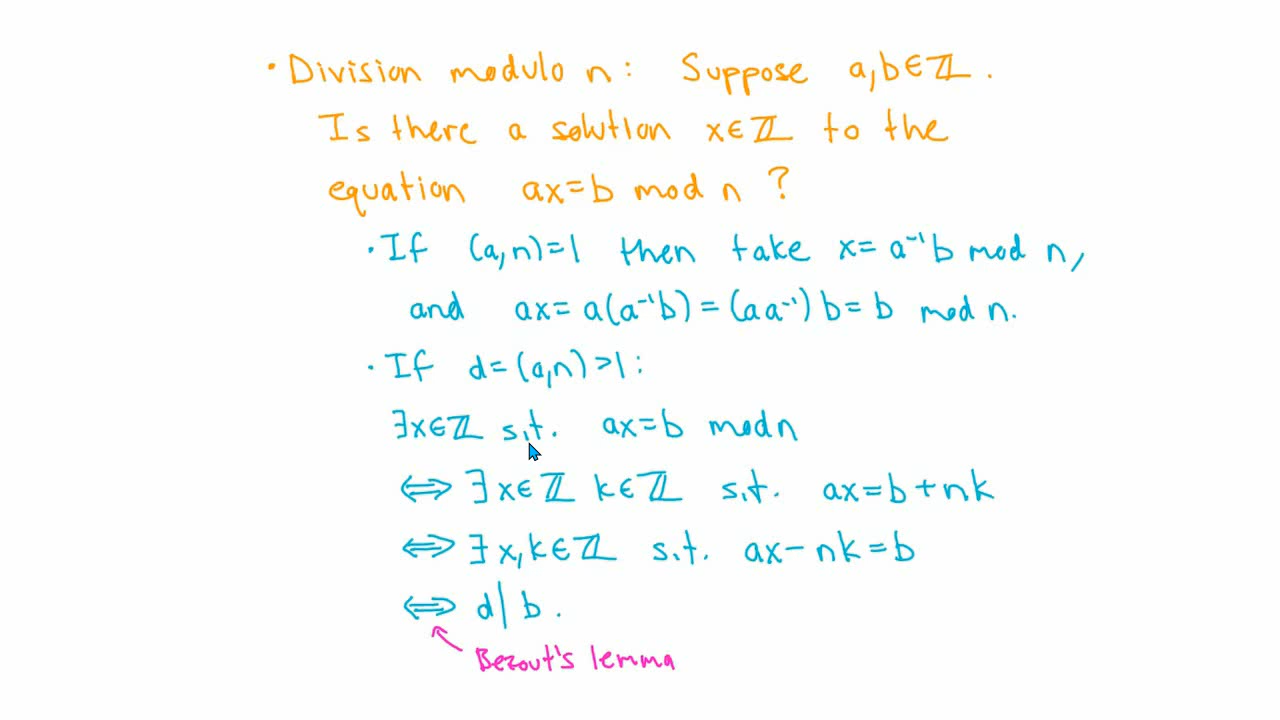 · Division modulo n: Suppose a,b∈ℤ.
Is there a solution x∈ℤ to the
equation ax=b mod n ?
· If (a,n)=1 then take x= a⁻¹b mod n,
and ax= a(a⁻¹b) = (aa⁻¹)b= b mod n.
· If d=(a,n)>1:
∃x∈ℤ s.t. ax=b mod n
⟺ ∃ x∈ℤ k∈ℤ s.t. ax=b+nk
⟺ ∃ x,k∈ℤ s.t. ax-nk=b
⟺ d|b.
Bezout's lemma